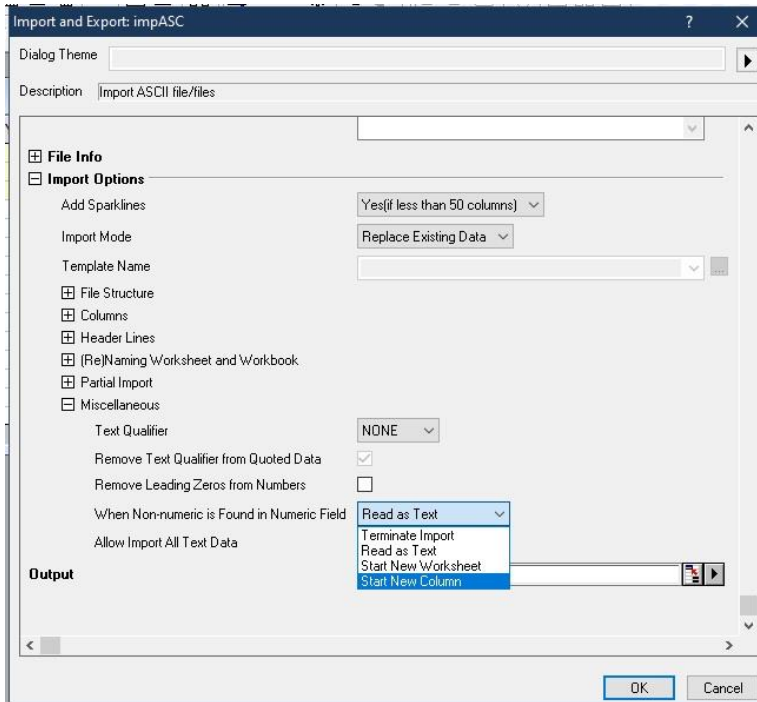 Import and Export: impASC
Dialog Theme
Description Import ASCII file/files
File Info
Import Options
Add Sparklines Yes(if less than 50 columns)
Import Mode Replace Existing Data
Template Name
File Structure
Columns
Header Lines
(Re)Naming Worksheet and Workbook
Partial Import
Miscellaneous
Text Qualifier NONE
Remove Text Qualifier from Quoted Data
Remove Leading Zeros from Numbers
When Non-numeric is Found in Numeric Field Read as Text
Terminate Import
Allow Import All Text Data Read as Text
Start New Worksheet
Output Start New Column
OK Cancel